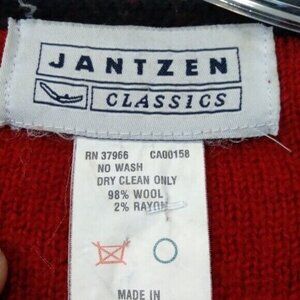 JANTZEN
CLASSICS
RN 37966 CA00158
NO WASH
DRY CLEAN ONLY
98% WOOL
2% RAYON
MADE IN